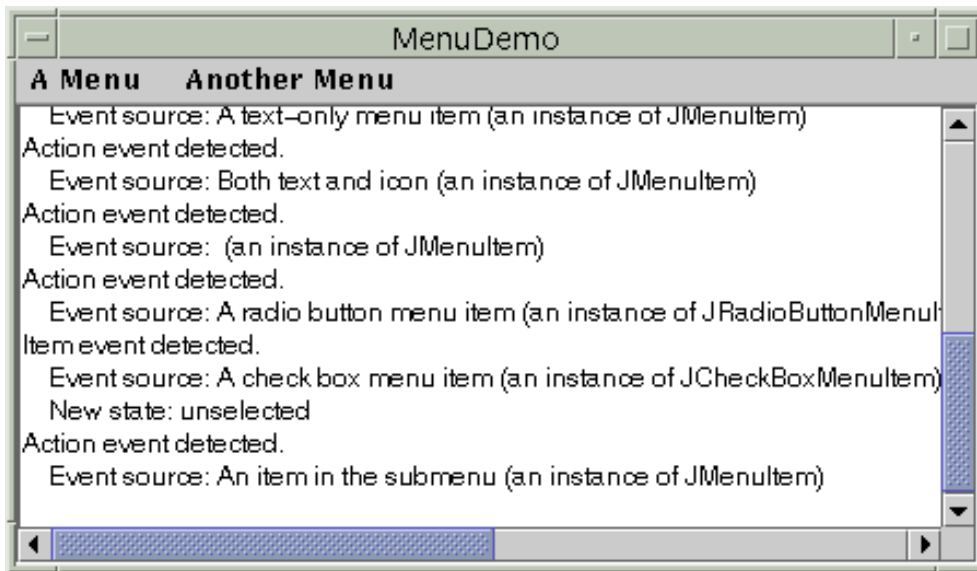 MenuDemo
A Menu Another Menu
Event source: A text-only menu item (an instance of JMenuItem)
Action event detected.
Event source: Both text and icon (an instance of JMenuItem)
Action event detected.
Event source: (an instance of JMenuItem)
Action event detected.
Event source: A radio button menu item (an instance of JRadioButtonMenuI
Item event detected.
Event source: A check box menu item (an instance of JCheckBoxMenuItem)
New state: unselected
Action event detected.
Event source: An item in the submenu (an instance of JMenuItem)